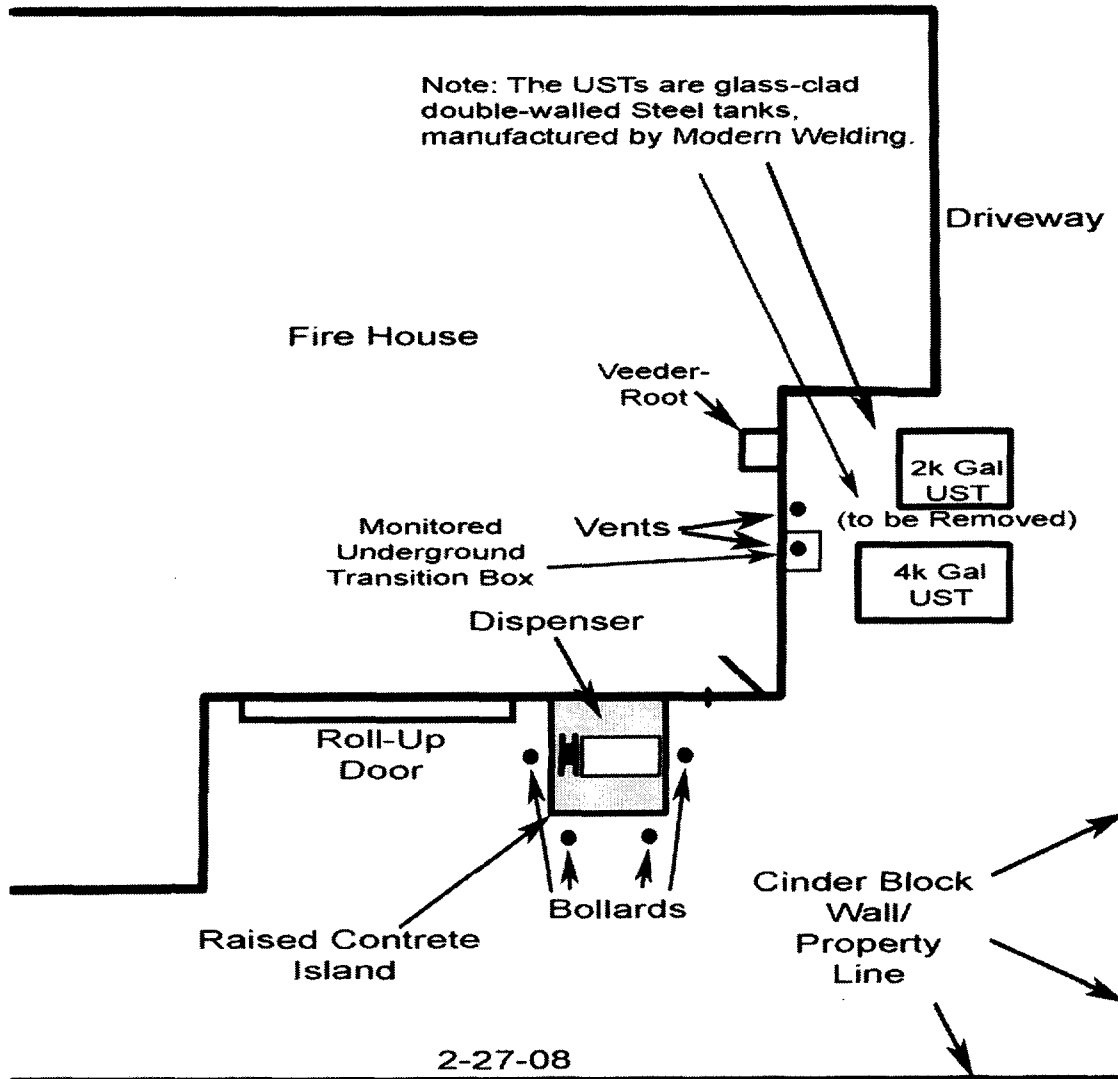 Note: The USTs are glass-clad
double-walled Steel tanks,
manufactured by Modern Welding.
Driveway
Fire House
Veeder-
Root
2k Gal
UST
(to be Removed)
Monitored
Underground
Transition Box
Vents
4k Gal
UST
Dispenser
Roll-Up
Door
Bollards
Raised Contrete
Island
Cinder Block
Wall/
Property
Line
2-27-08